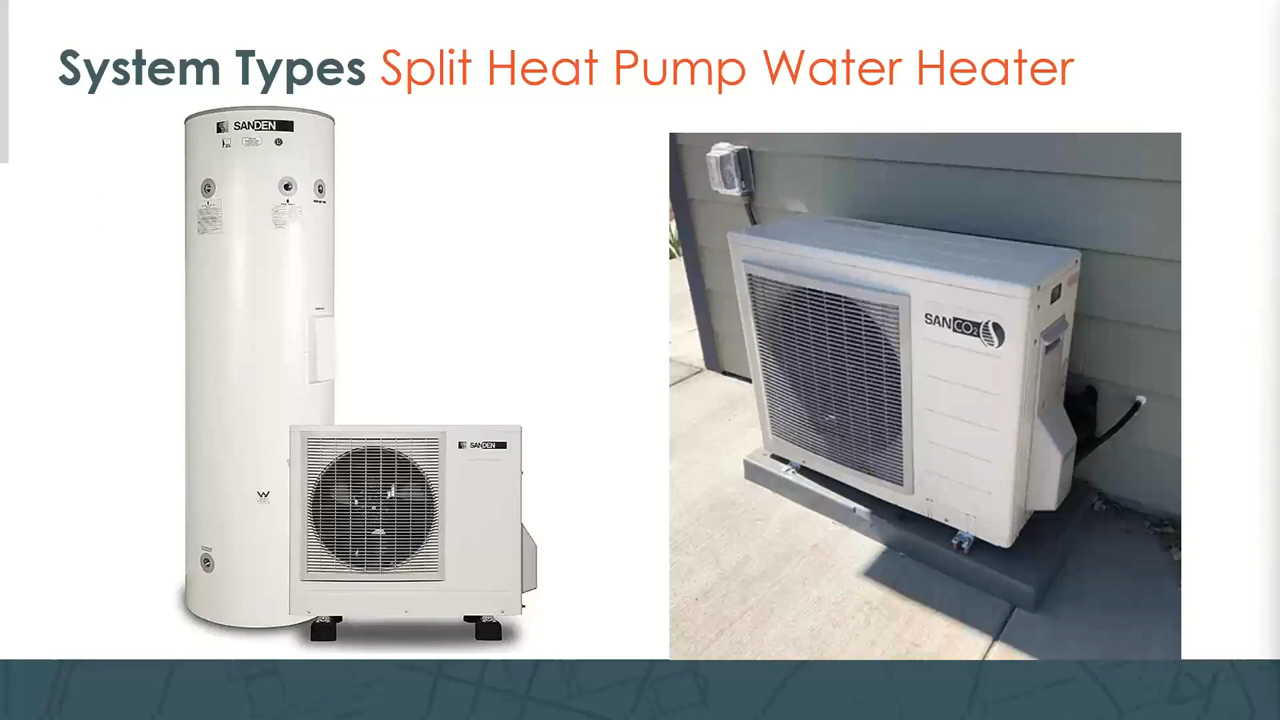 System Types Split Heat Pump Water Heater
SANDEN
SANDEN
SANCO₂